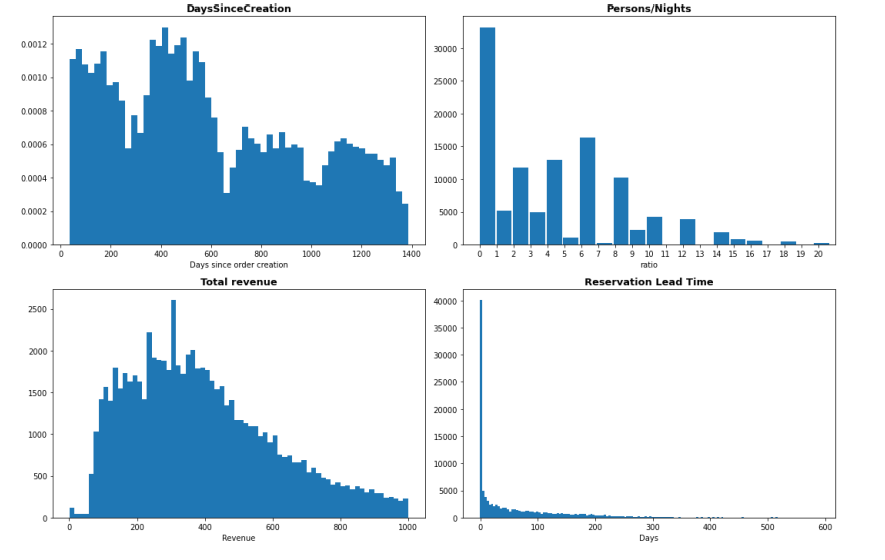 DaysSinceCreation
0.0012
0.0010
0.0008
0.0006
0.0004
0.0002
0.0000
0 200 400 600 800 1000 1200 1400
Days since order creation
Persons/Nights
30000
25000
20000
15000
10000
5000
0
0 1 2 3 4 5 6 7 8 9 10 11 12 13 14 15 16 17 18 19 20
ratio
Total revenue
2500
2000
1500
1000
500
0
0 200 400 600 800 1000
Revenue
Reservation Lead Time
40000
35000
30000
25000
20000
15000
10000
5000
0
0 100 200 300 400 500 600
Days